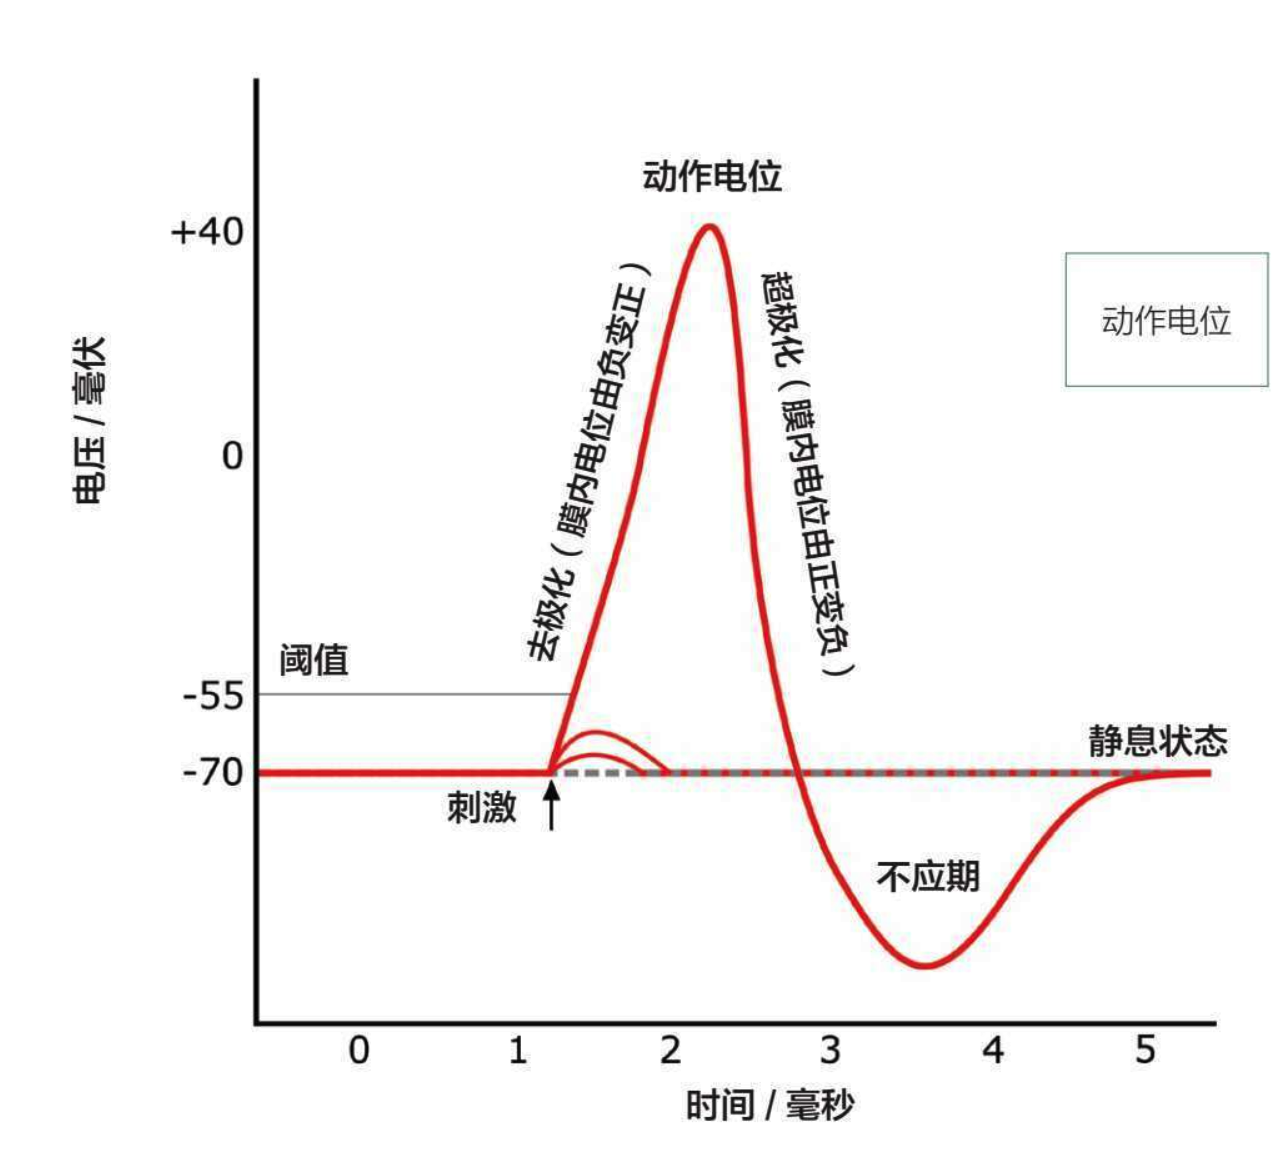 动作电位
+40
0
-55
-70
电压 / 毫伏
阈值
去极化（膜内电位由负变正）
超极化（膜内电位由正变负）
动作电位
静息状态
刺激
不应期
0 1 2 3 4 5
时间 / 毫秒